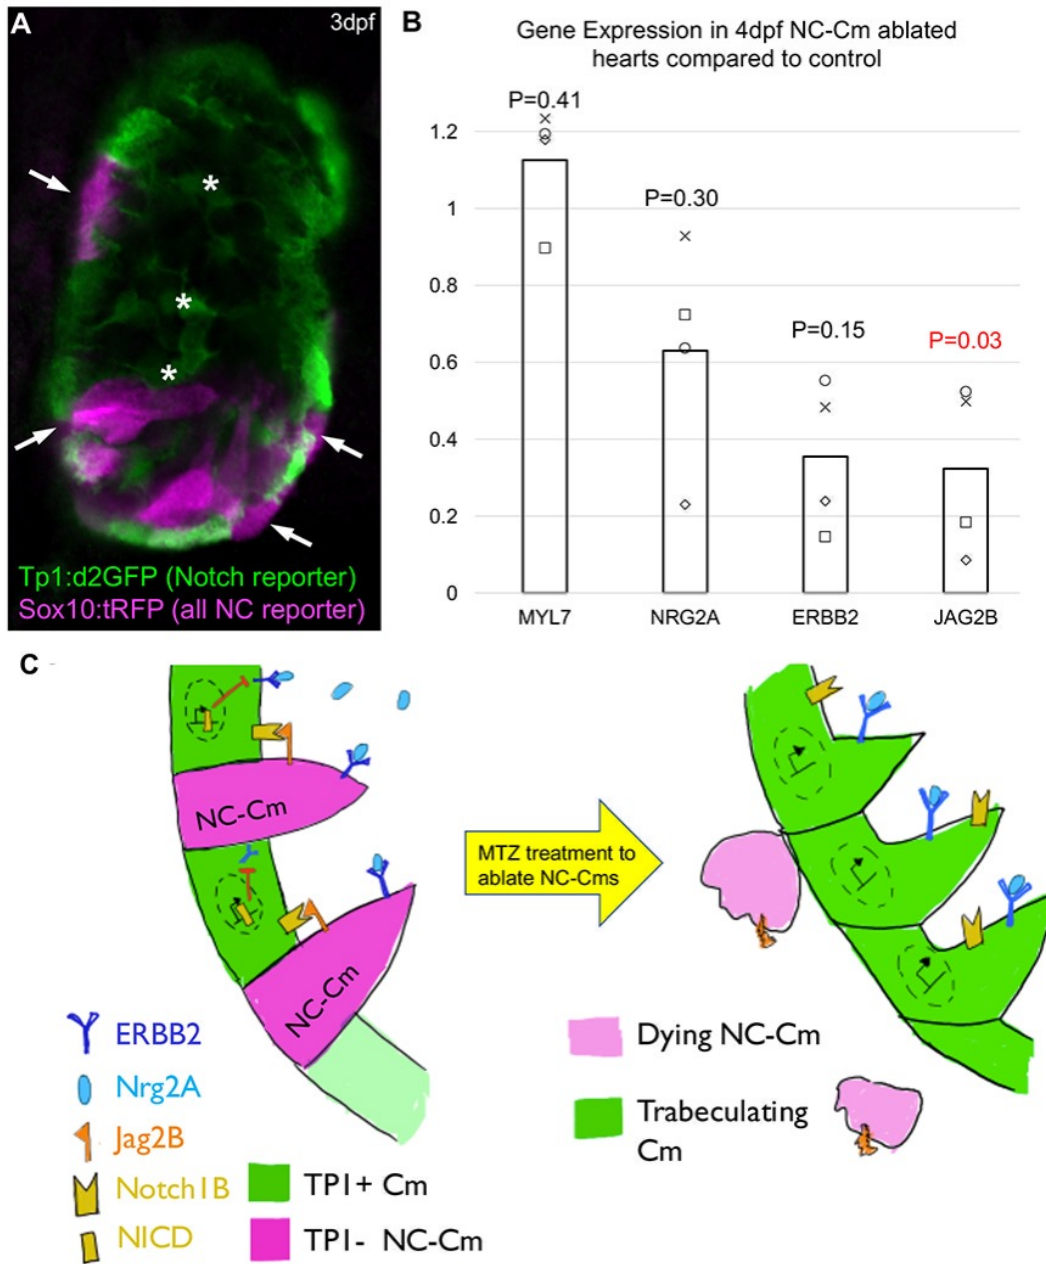 A
3dpf
*
*
*
Tp1:d2GFP (Notch reporter)
Sox10:tRFP (all NC reporter)
B
Gene Expression in 4dpf NC-Cm ablated
hearts compared to control
P=0.41
P=0.30
P=0.15
P=0.03
1.2
1
0.8
0.6
0.4
0.2
0
MYL7 NRG2A ERBB2 JAG2B
C
NC-Cm
NC-Cm
MTZ treatment to
ablate NC-Cms
ERBB2
Nrg2A
Jag2B
Notch1B
NICD
TP1+ Cm
TP1- NC-Cm
Dying NC-Cm
Trabeculating
Cm